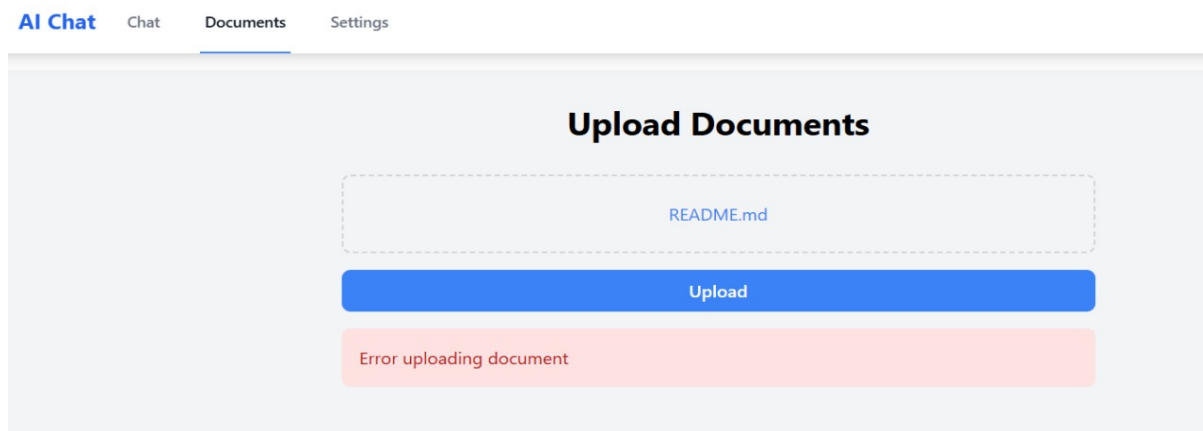 AI Chat Chat Documents Settings
Upload Documents
README.md
Upload
Error uploading document